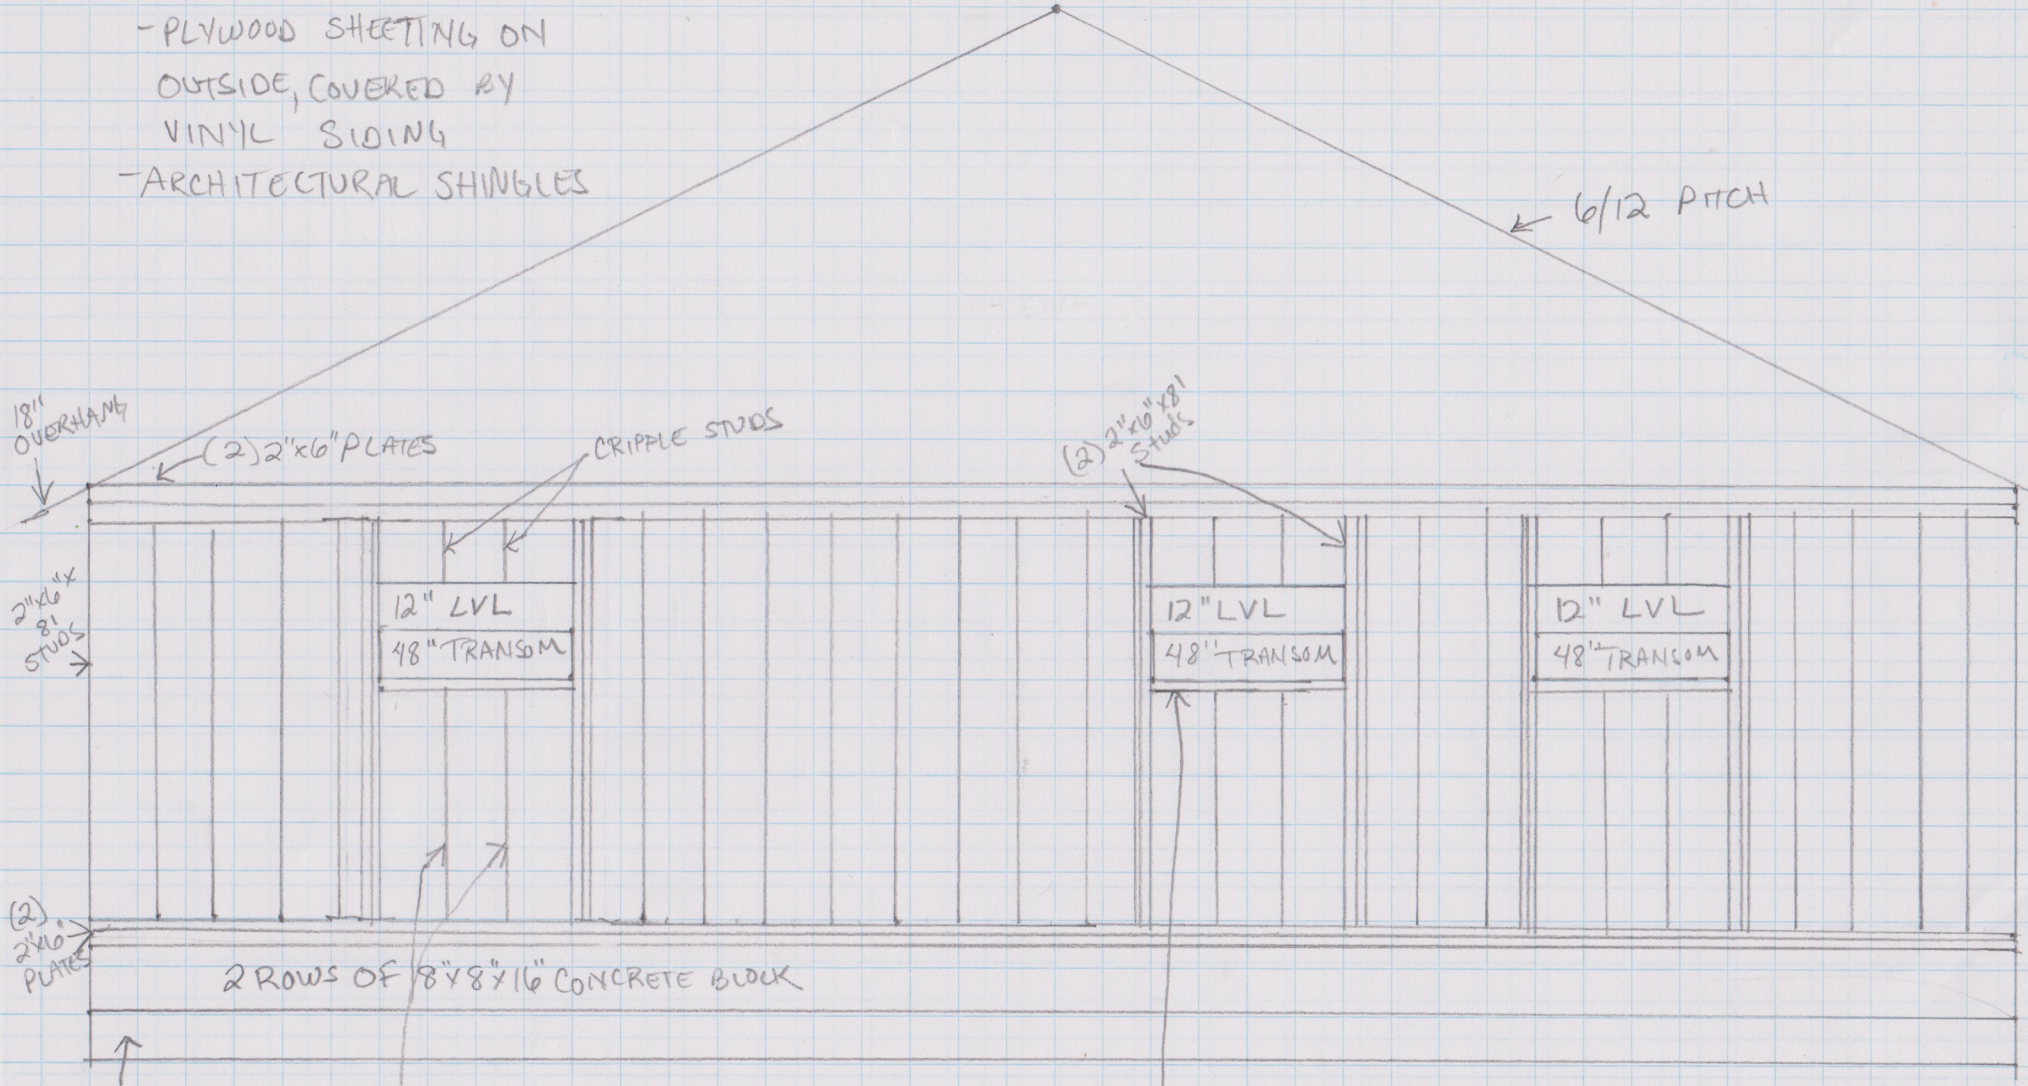 -PLYWOOD SHEETING ON
OUTSIDE, COVERED BY
VINYL SIDING
-ARCHITECTURAL SHINGLES
6/12 PITCH
18"
OVERHANG
(2) 2"x6" PLATES
CRIPPLE STUDS
(2) 2"x6"x8'
Studs
2"x6"x
8'
STUDS
12" LVL
48" TRANSOM
12" LVL
48" TRANSOM
12" LVL
48" TRANSOM
(2)
2"x6"
PLATES
2 ROWS OF 8"x8"x16" CONCRETE BLOCK